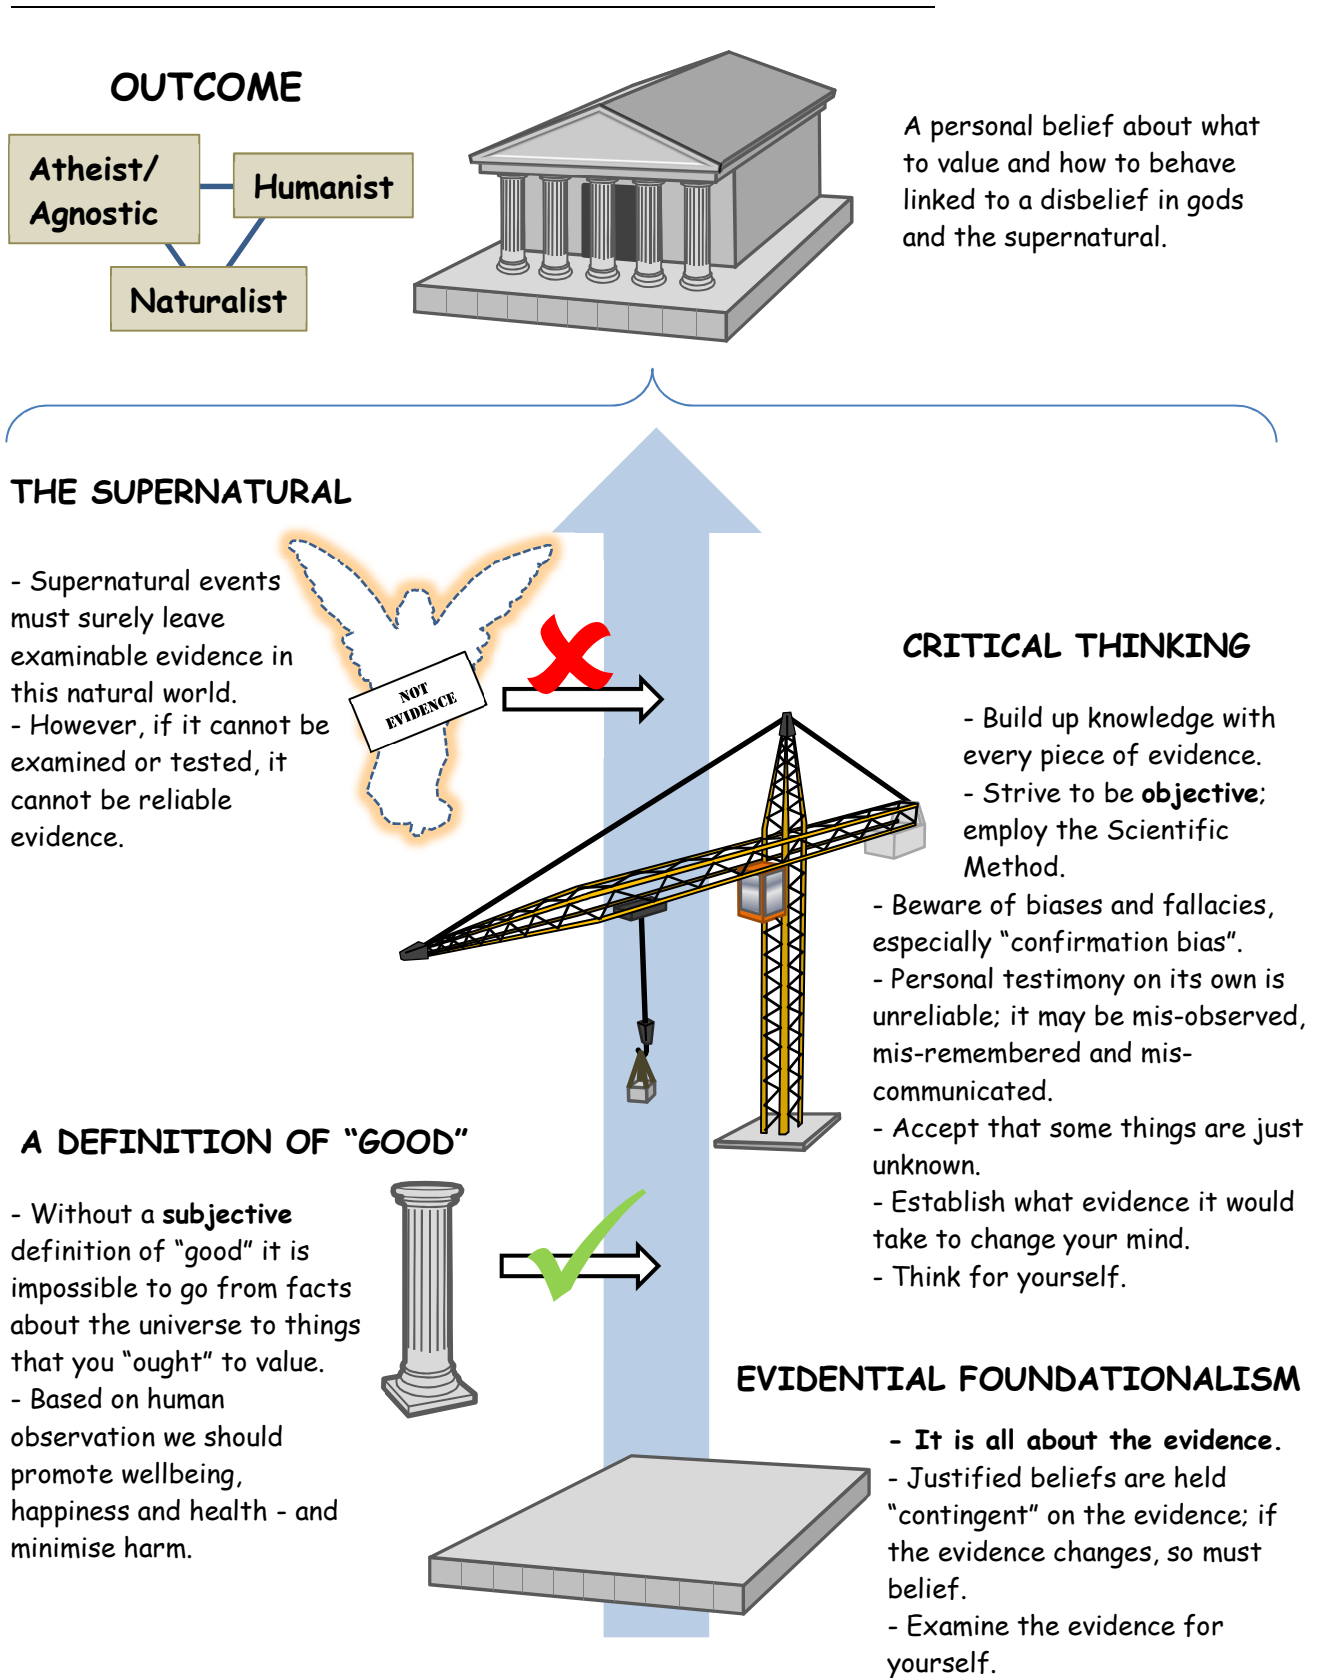 OUTCOME
Atheist/
Agnostic
Humanist
Naturalist
A personal belief about what
to value and how to behave
linked to a disbelief in gods
and the supernatural.
THE SUPERNATURAL
- Supernatural events
must surely leave
examinable evidence in
this natural world.
- However, if it cannot be
examined or tested, it
cannot be reliable
evidence.
NOT
EVIDENCE
CRITICAL THINKING
- Build up knowledge with
every piece of evidence.
- Strive to be objective;
employ the Scientific
Method.
- Beware of biases and fallacies,
especially “confirmation bias”.
- Personal testimony on its own is
unreliable; it may be mis-observed,
mis-remembered and mis-
communicated.
- Accept that some things are just
unknown.
- Establish what evidence it would
take to change your mind.
- Think for yourself.
A DEFINITION OF “GOOD”
- Without a subjective
definition of “good” it is
impossible to go from facts
about the universe to things
that you “ought” to value.
- Based on human
observation we should
promote wellbeing,
happiness and health - and
minimise harm.
EVIDENTIAL FOUNDATIONALISM
- It is all about the evidence.
- Justified beliefs are held
“contingent” on the evidence; if
the evidence changes, so must
belief.
- Examine the evidence for
yourself.